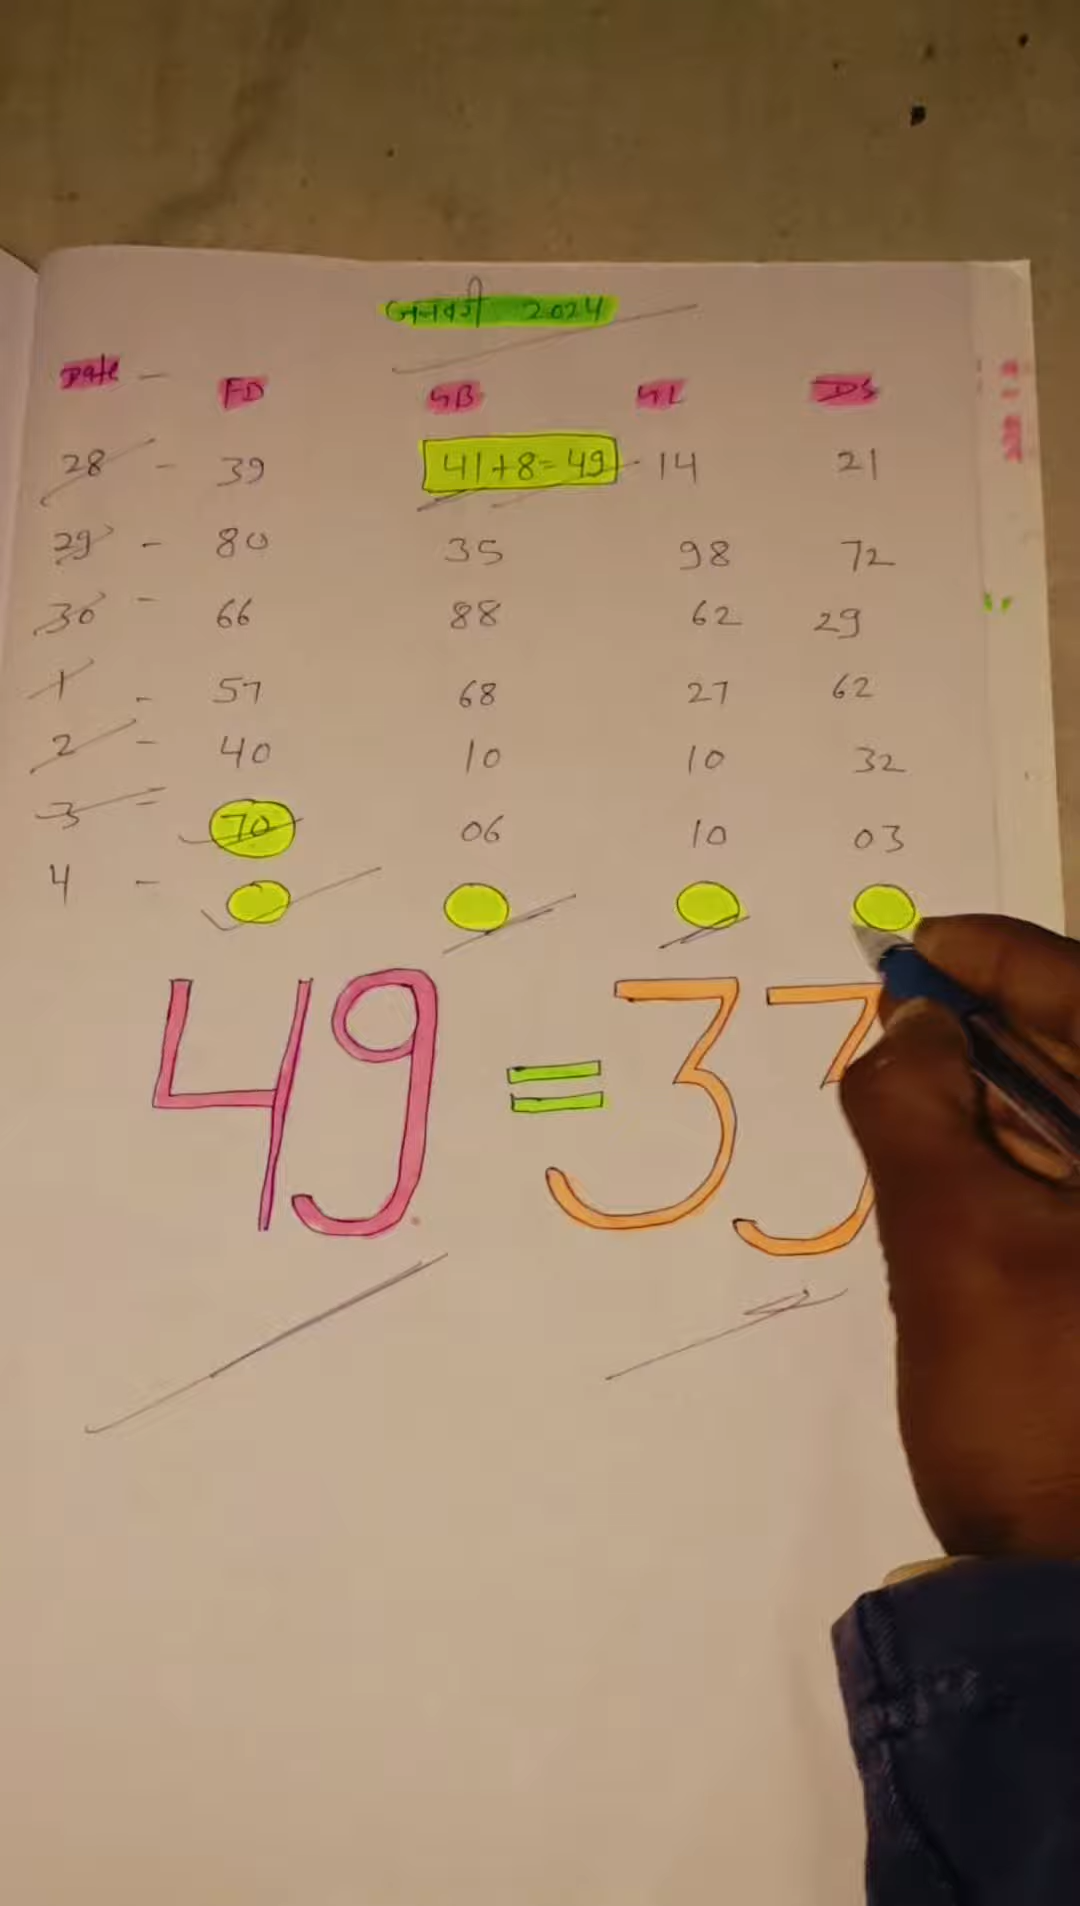 जनवरी 2024
Date - FD GB GL DS
28 - 39 41+8=49 - 14 21
29 - 80 35 98 72
30 - 66 88 62 29
1 - 57 68 27 62
2 - 40 10 10 32
3 = 70 06 10 03
4 -
49 = 33